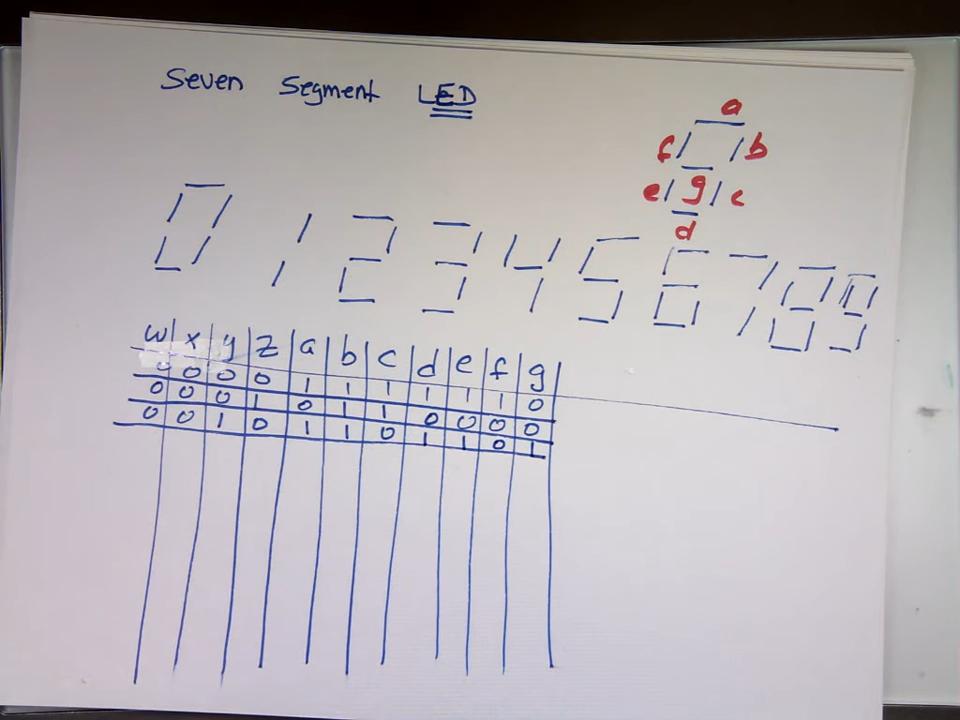 Seven Segment LED
a
f b
g
e c
d
0 1 2 3 4 5 6 7 8 9
w x y z a b c d e f g
0 0 0 0 1 1 1 1 1 1 0
0 0 0 1 0 1 1 0 0 0 0
0 0 1 0 1 1 0 1 1 0 1